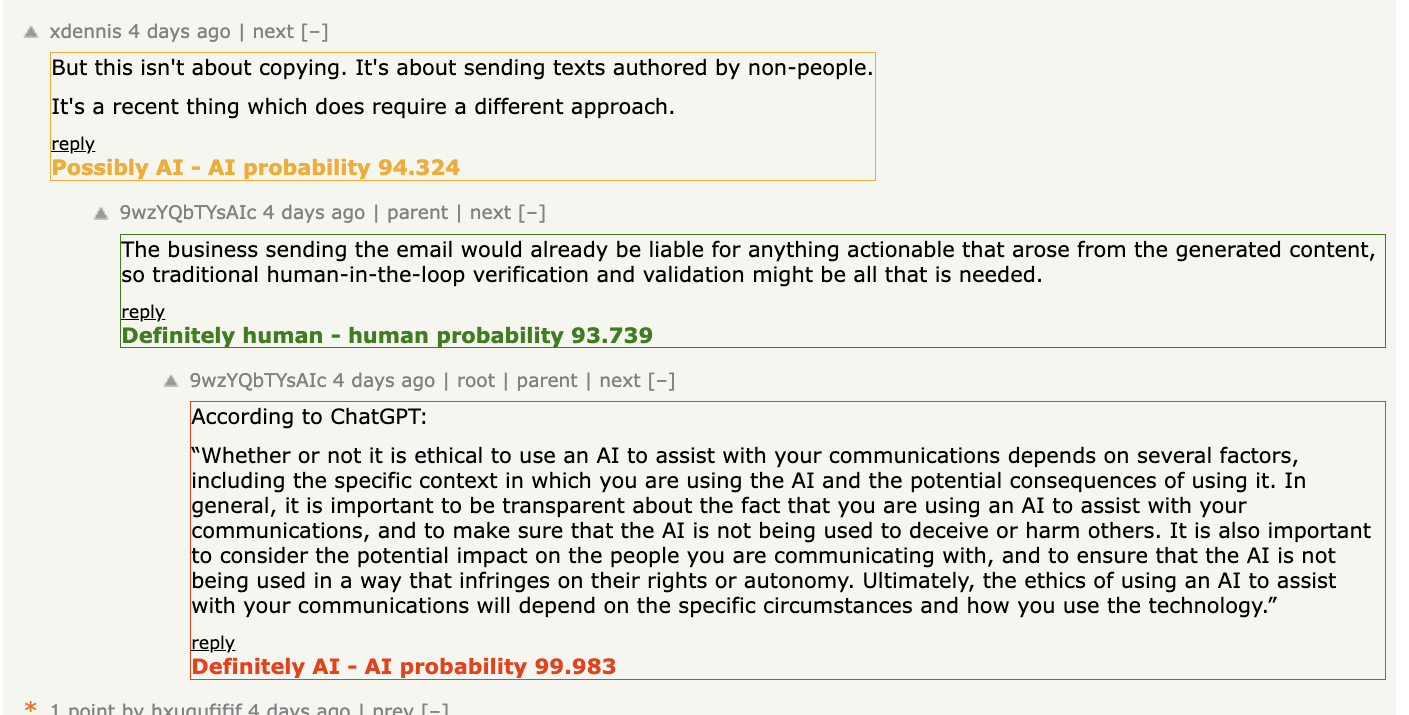 ▲ xdennis 4 days ago | next [–]
But this isn't about copying. It's about sending texts authored by non-people.
It's a recent thing which does require a different approach.
reply
Possibly AI - AI probability 94.324
▲ 9wzYQbTYsAIc 4 days ago | parent | next [–]
The business sending the email would already be liable for anything actionable that arose from the generated content,
so traditional human-in-the-loop verification and validation might be all that is needed.
reply
Definitely human - human probability 93.739
▲ 9wzYQbTYsAIc 4 days ago | root | parent | next [–]
According to ChatGPT:
“Whether or not it is ethical to use an AI to assist with your communications depends on several factors,
including the specific context in which you are using the AI and the potential consequences of using it. In
general, it is important to be transparent about the fact that you are using an AI to assist with your
communications, and to make sure that the AI is not being used to deceive or harm others. It is also important
to consider the potential impact on the people you are communicating with, and to ensure that the AI is not
being used in a way that infringes on their rights or autonomy. Ultimately, the ethics of using an AI to assist
with your communications will depend on the specific circumstances and how you use the technology.”
reply
Definitely AI - AI probability 99.983
* 1 point by hxugufjfjf 4 days ago | prev [–]